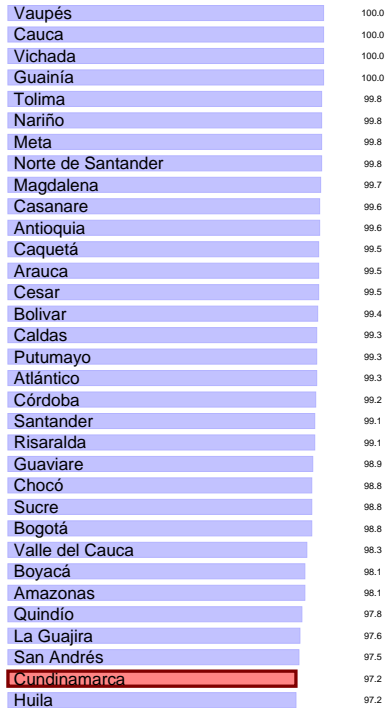 Vaupés 100.0
Cauca 100.0
Vichada 100.0
Guainía 100.0
Tolima 99.8
Nariño 99.8
Meta 99.8
Norte de Santander 99.8
Magdalena 99.7
Casanare 99.6
Antioquia 99.6
Caquetá 99.5
Arauca 99.5
Cesar 99.5
Bolivar 99.4
Caldas 99.3
Putumayo 99.3
Atlántico 99.3
Córdoba 99.2
Santander 99.1
Risaralda 99.1
Guaviare 98.9
Chocó 98.8
Sucre 98.8
Bogotá 98.8
Valle del Cauca 98.3
Boyacá 98.1
Amazonas 98.1
Quindío 97.8
La Guajira 97.6
San Andrés 97.5
Cundinamarca 97.2
Huila 97.2